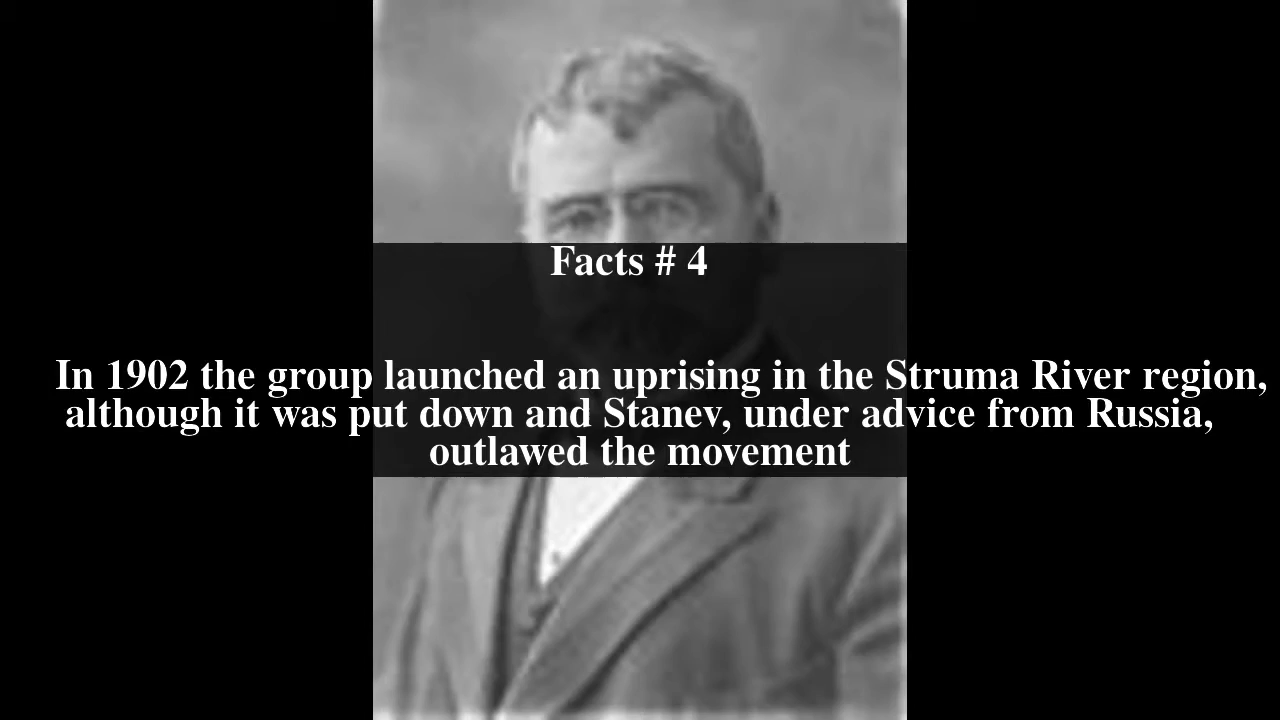 Facts # 4
In 1902 the group launched an uprising in the Struma River region,
although it was put down and Stanev, under advice from Russia,
outlawed the movement